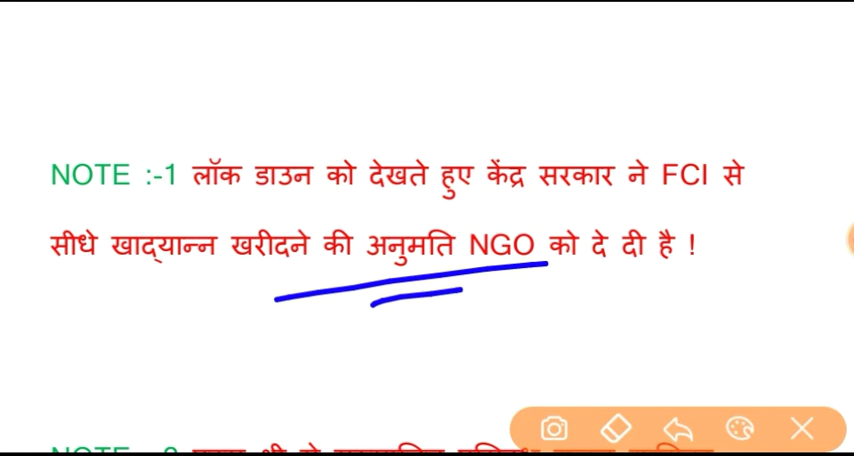 NOTE :-1 लॉक डाउन को देखते हुए केंद्र सरकार ने FCI से
सीधे खाद्यान्न खरीदने की अनुमति NGO को दे दी है !